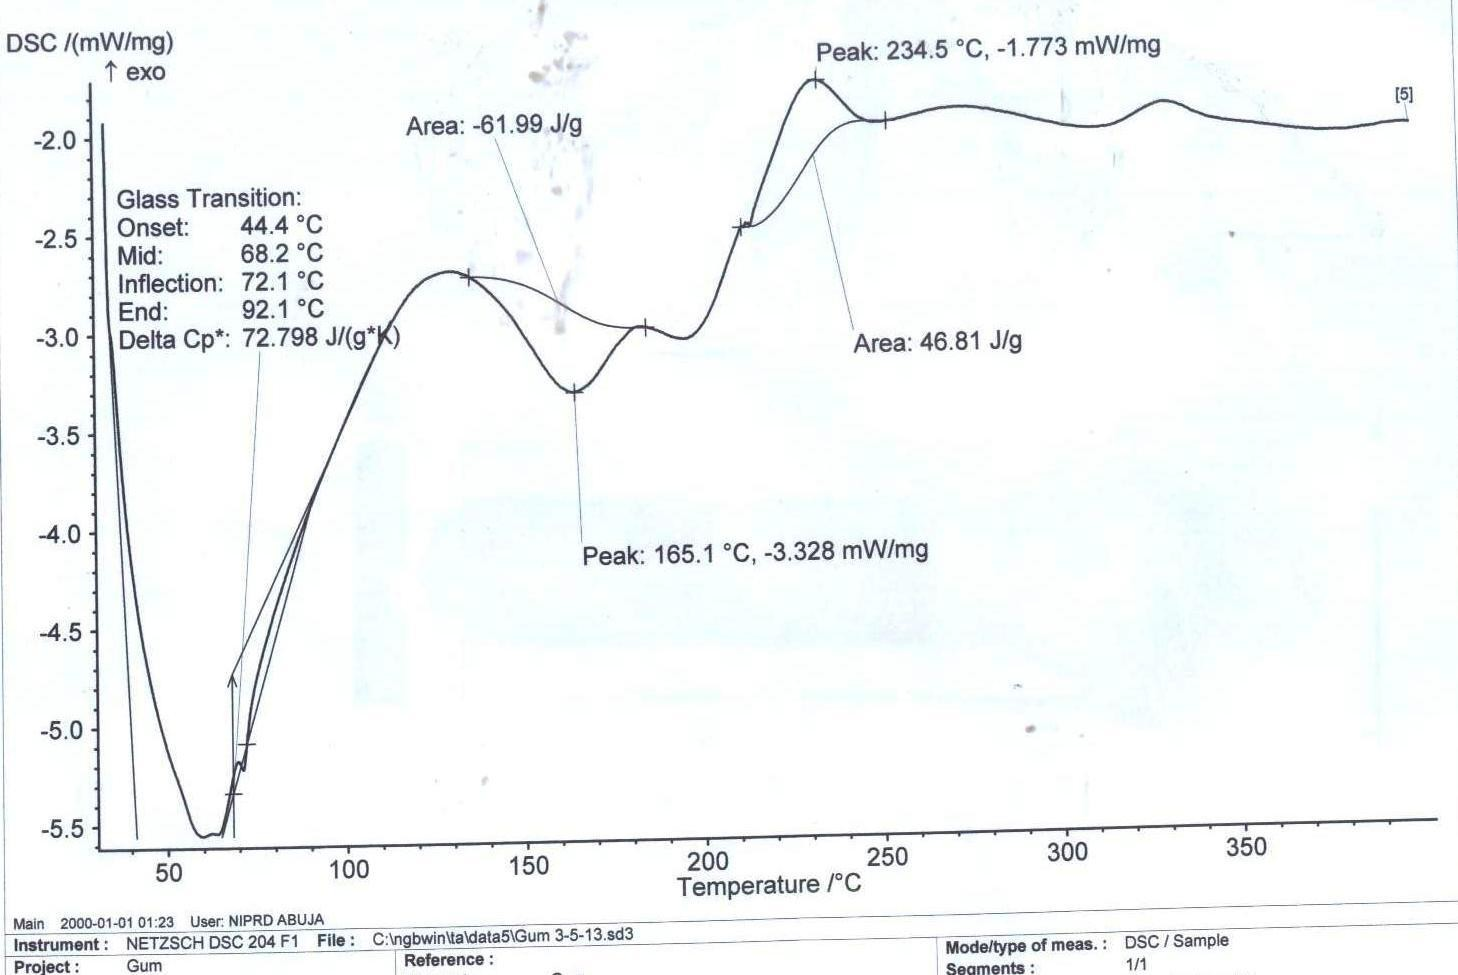 DSC /(mW/mg)
↑ exo
Peak: 234.5 °C, -1.773 mW/mg
[5]
Area: -61.99 J/g
-2.0
Glass Transition:
Onset: 44.4 °C
Mid: 68.2 °C
Inflection: 72.1 °C
End: 92.1 °C
Delta Cp*: 72.798 J/(g*K)
-2.5
-3.0
Area: 46.81 J/g
-3.5
-4.0
Peak: 165.1 °C, -3.328 mW/mg
-4.5
-5.0
-5.5
50 100 150 200 250 300 350
Temperature /°C
Main 2000-01-01 01:23 User: NIPRD ABUJA
Instrument : NETZSCH DSC 204 F1 File : C:\ngbwin\ta\data5\Gum 3-5-13.sd3
Mode/type of meas. : DSC / Sample
Project : Gum
Reference :
Segments : 1/1